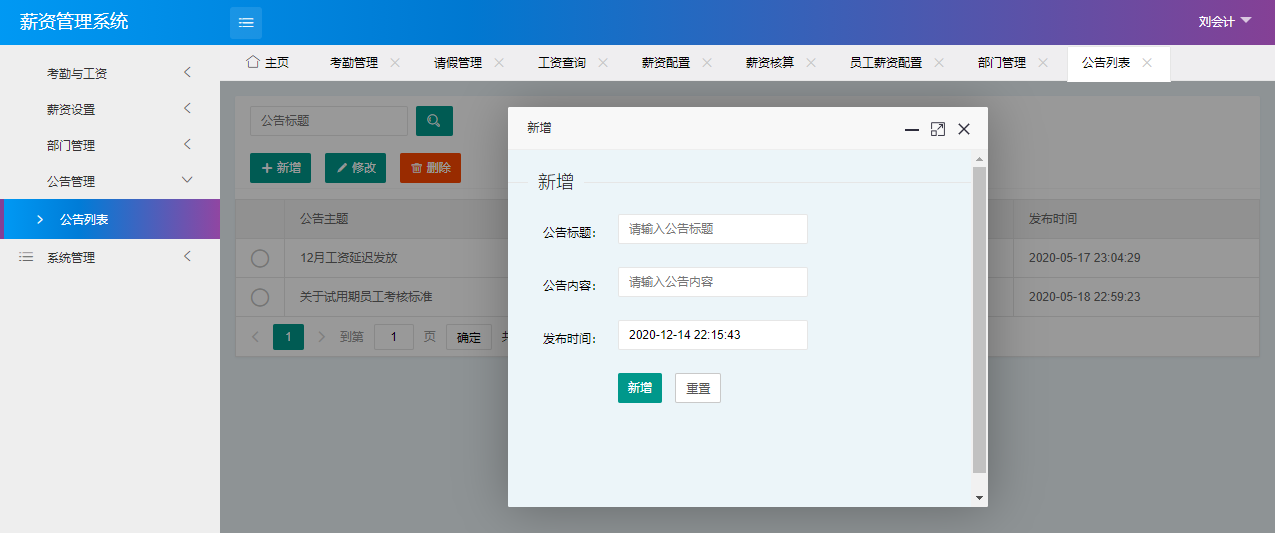 薪资管理系统
刘会计
考勤与工资
薪资设置
部门管理
公告管理
公告列表
系统管理
主页
考勤管理
请假管理
工资查询
薪资配置
薪资核算
员工薪资配置
部门管理
公告列表
公告标题
新增
修改
删除
公告主题
发布时间
12月工资延迟发放
2020-05-17 23:04:29
关于试用期员工考核标准
2020-05-18 22:59:23
1
到第
1
页
确定
新增
新增
公告标题:
请输入公告标题
公告内容:
请输入公告内容
发布时间:
2020-12-14 22:15:43
新增
重置